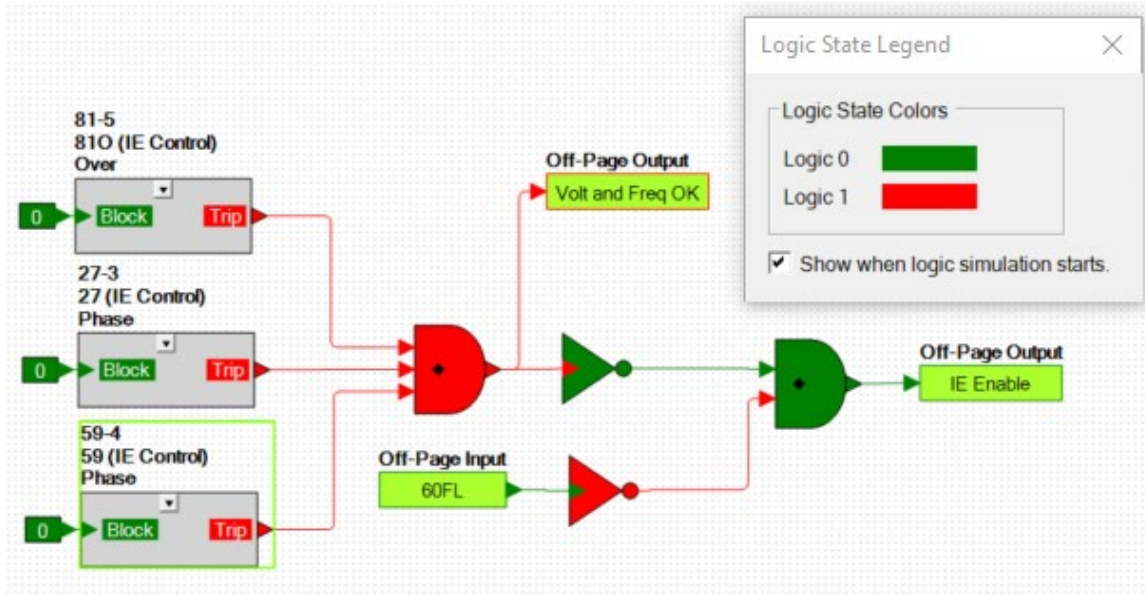 Logic State Legend
Logic State Colors
Logic 0
Logic 1
Show when logic simulation starts.
81-5
81O (IE Control)
Over
0
Block
Trip
Off-Page Output
Volt and Freq OK
27-3
27 (IE Control)
Phase
0
Block
Trip
Off-Page Output
IE Enable
59-4
59 (IE Control)
Phase
0
Block
Trip
Off-Page Input
60FL